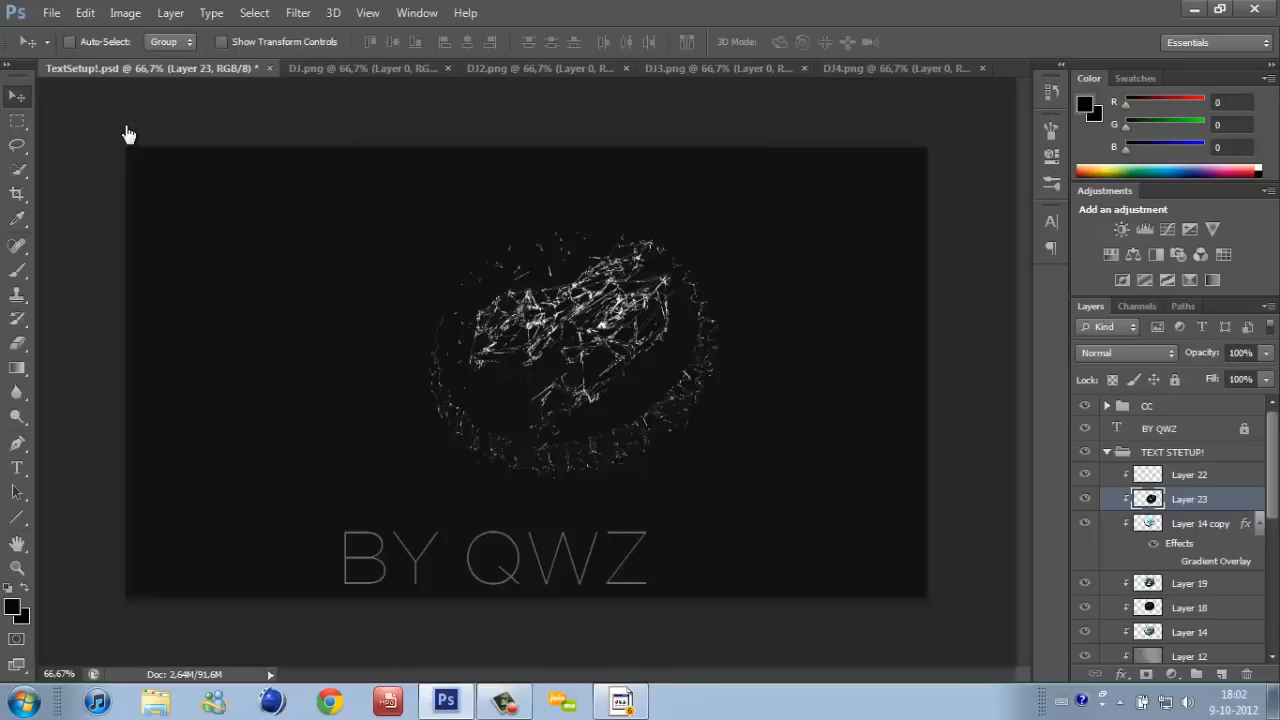 Ps File Edit Image Layer Type Select Filter 3D View Window Help
Auto-Select: Group Show Transform Controls 3D Mode: Essentials
TextSetup!.psd @ 66,7% (Layer 23, RGB/8) * × DJ.png @ 66,7% (Layer 0, RG... × DJ2.png @ 66,7% (Layer 0, R... × DJ3.png @ 66,7% (Layer 0, R... × DJ4.png @ 66,7% (Layer 0, R... ×
Color Swatches
R 0
G 0
B 0
Adjustments
Add an adjustment
Layers Channels Paths
Kind
Normal Opacity: 100%
Lock: Fill: 100%
CC
T BY QWZ
TEXT STETUP!
Layer 22
Layer 23
Layer 14 copy fx
Effects
Gradient Overlay
Layer 19
Layer 18
Layer 14
Layer 12
BY QWZ
66.67% Doc: 2,64M/91,6M
Ps
18:02
9-10-2012